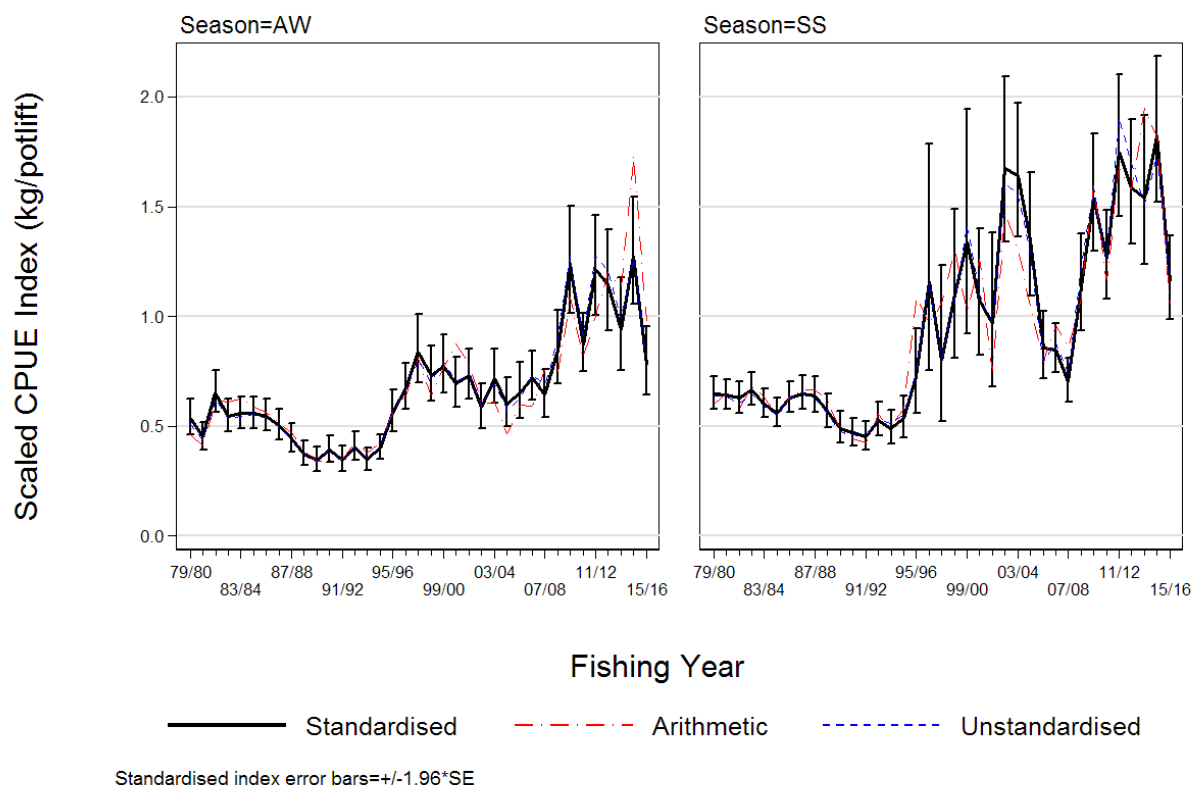 Season=AW
Season=SS
Scaled CPUE Index (kg/potlift)
2.0
1.5
1.0
0.5
0.0
79/80 87/88 95/96 03/04 11/12 79/80 87/88 95/96 03/04 11/12
83/84 91/92 99/00 07/08 15/16 83/84 91/92 99/00 07/08 15/16
Fishing Year
Standardised Arithmetic Unstandardised
Standardised index error bars=+/-1.96*SE